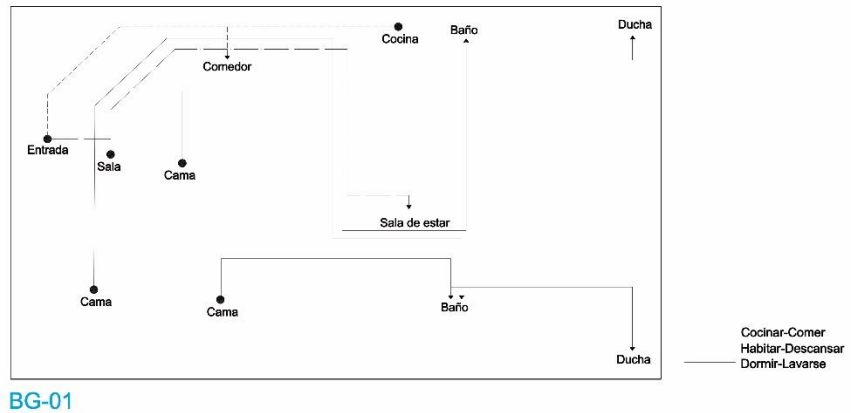 Ducha
Baño
Cocina
Comedor
Entrada
Sala
Cama
Sala de estar
Cama
Cama
Baño
Ducha
Cocinar-Comer
Habitar-Descansar
Dormir-Lavarse
BG-01